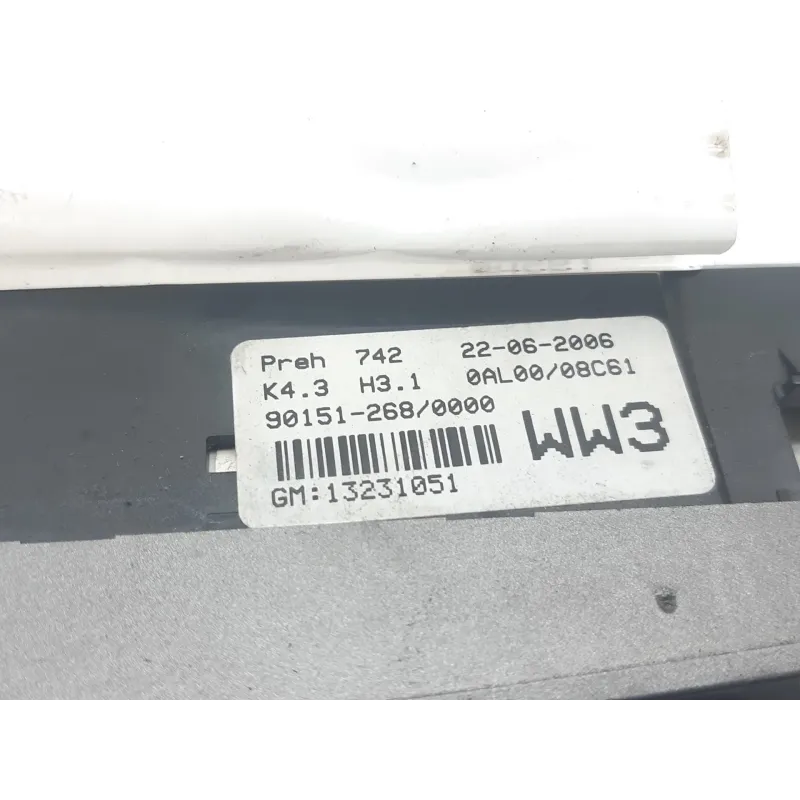 Preh 742 22-06-2006
K4.3 H3.1 0AL00/08C61
90151-268/0000
WW3
GM:13231051